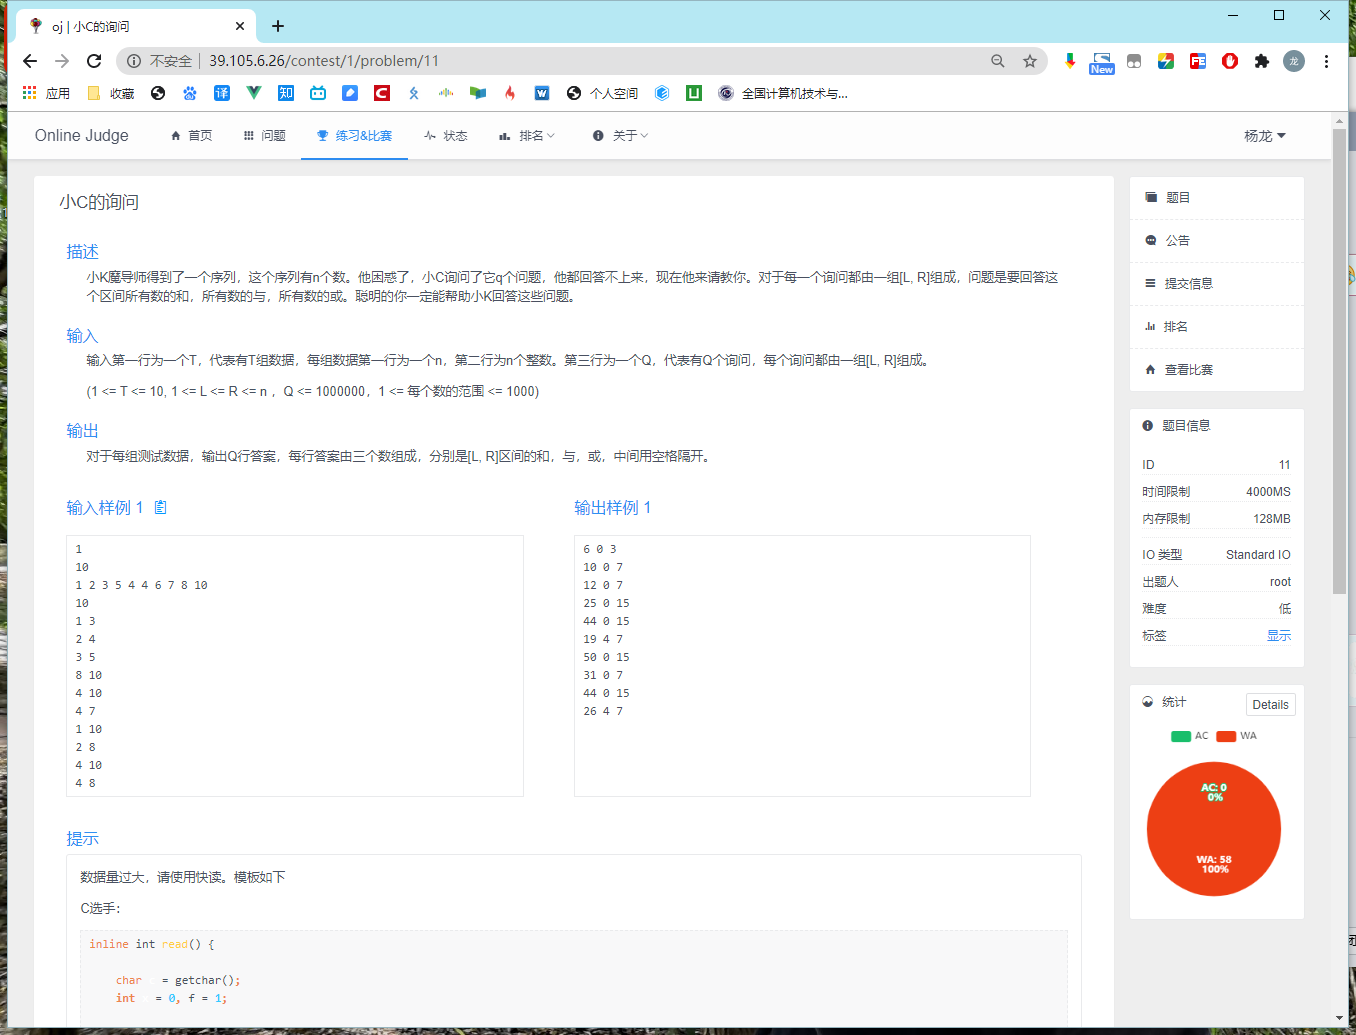 oj | 小C的询问
不安全 39.105.6.26/contest/1/problem/11
New
龙
应用 收藏 译 知 个人空间 全国计算机技术与...
Online Judge 首页 问题 练习&比赛 状态 排名 关于 杨龙
小C的询问
描述
小K魔导师得到了一个序列，这个序列有n个数。他困惑了，小C询问了它q个问题，他都回答不上来，现在他来请教你。对于每一个询问都由一组[L, R]组成，问题是要回答这
个区间所有数的和，所有数的与，所有数的或。聪明的你一定能帮助小K回答这些问题。
输入
输入第一行为一个T，代表有T组数据，每组数据第一行为一个n，第二行为n个整数。第三行为一个Q，代表有Q个询问，每个询问都由一组[L, R]组成。
(1 <= T <= 10, 1 <= L <= R <= n ，Q <= 1000000，1 <= 每个数的范围 <= 1000)
输出
对于每组测试数据，输出Q行答案，每行答案由三个数组成，分别是[L, R]区间的和，与，或，中间用空格隔开。
输入样例 1
1
10
1 2 3 5 4 4 6 7 8 10
10
1 3
2 4
3 5
8 10
4 10
4 7
1 10
2 8
4 10
4 8
输出样例 1
6 0 3
10 0 7
12 0 7
25 0 15
44 0 15
19 4 7
50 0 15
31 0 7
44 0 15
26 4 7
提示
数据量过大，请使用快读。模板如下
C选手：
inline int read() {
char = getchar();
int = 0, f = 1;
题目
公告
提交信息
排名
查看比赛
题目信息
ID 11
时间限制 4000MS
内存限制 128MB
IO 类型 Standard IO
出题人 root
难度 低
标签 显示
统计 Details
AC WA
AC: 0
0%
WA: 58
100%